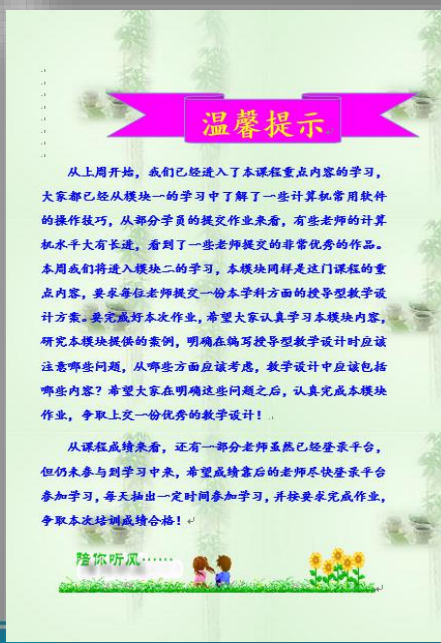 温馨提示
从上周开始，我们已经进入了本课程重点内容的学习，
大家都已经从模块一的学习中了解了一些计算机常用软件
的操作技巧，从部分学员的提交作业来看，有些老师的计算
机水平大有长进，看到了一些老师提交的非常优秀的作品。
本周我们将进入模块二的学习，本模块同样是这门课程的重
点内容，要求每位老师提交一份本学科方面的授导型教学设
计方案。要完成好本次作业，希望大家认真学习本模块内容，
研究本模块提供的案例，明确在编写授导型教学设计时应该
注意哪些问题，从哪些方面应该考虑，教学设计中应该包括
哪些内容？希望大家在明确这些问题之后，认真完成本模块
作业，争取上交一份优秀的教学设计！
从课程成绩来看，还有一部分老师虽然已经登录平台，
但仍未参与到学习中来，希望成绩靠后的老师尽快登录平台
参加学习，每天抽出一定时间参加学习，并按要求完成作业，
争取本次培训成绩合格！
陪你听风……